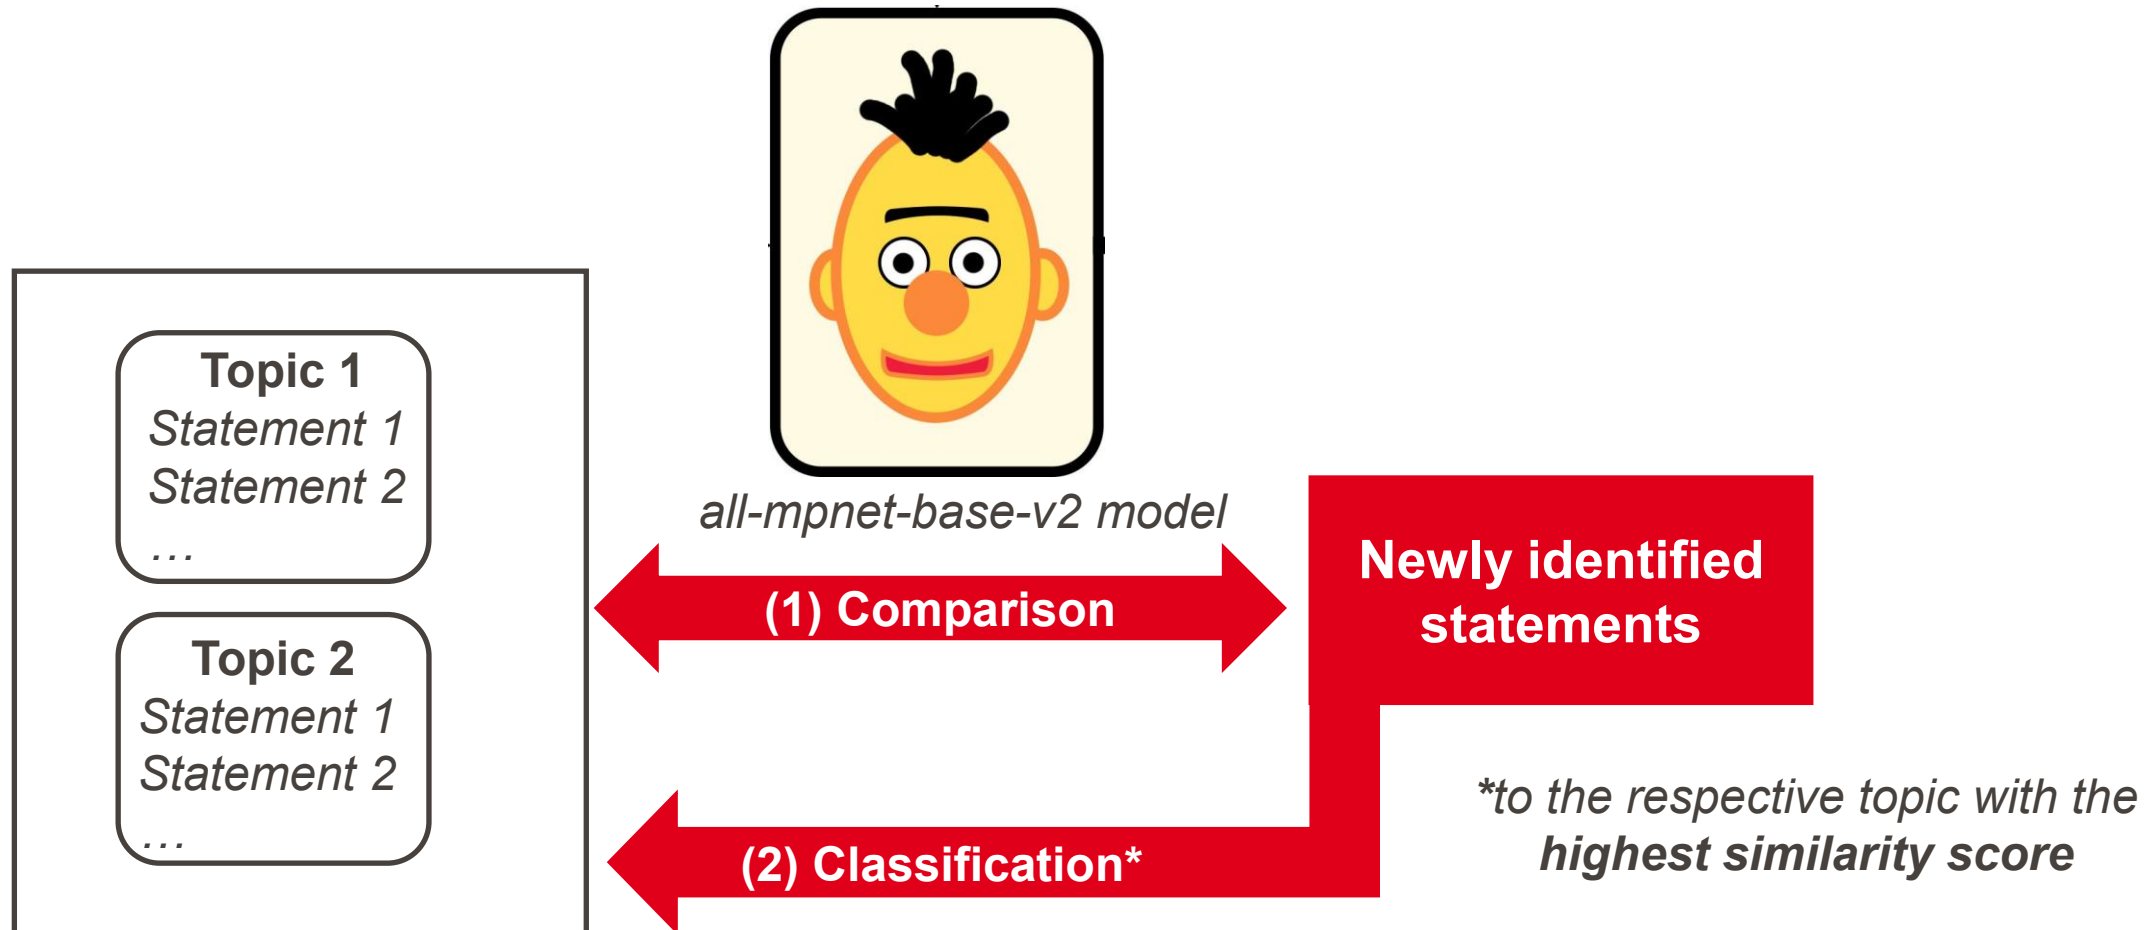 Topic 1
Statement 1
Statement 2
…
Topic 2
Statement 1
Statement 2
…
all-mpnet-base-v2 model
(1) Comparison
Newly identified
statements
(2) Classification*
*to the respective topic with the
highest similarity score